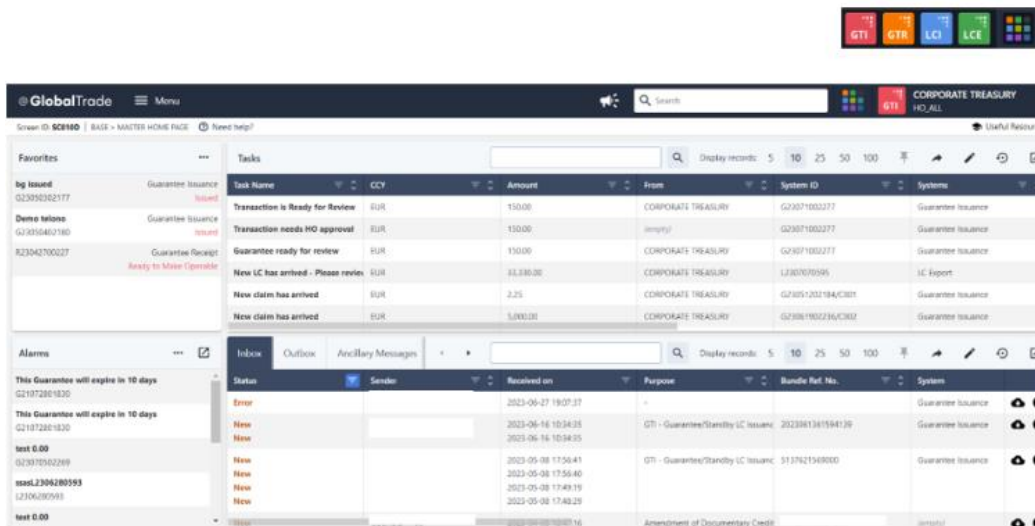 GTI GTR LCI LCE
@GlobalTrade Menu Search GTI CORPORATE TREASURY
HO_ALL
Screen ID: SC010D | BASE > MASTER HOME PAGE Need help? Useful Resour
Favorites
bg issued Guarantee Issuance
G23050302177 Issued
Demo telono Guarantee Issuance
G23050402180 Issued
R23042700227 Guarantee Receipt
Ready to Make Operable
Tasks Display records: 5 10 25 50 100
Task Name CCY Amount From System ID Systems
Transaction is Ready for Review EUR 150.00 CORPORATE TREASURY G23071002277 Guarantee Issuance
Transaction needs HO approval EUR 150.00 (empty) G23071002277 Guarantee Issuance
Guarantee ready for review EUR 150.00 CORPORATE TREASURY G23071002277 Guarantee Issuance
New LC has arrived - Please review EUR 33,330.00 CORPORATE TREASURY L2307070595 LC Export
New claim has arrived EUR 2.25 CORPORATE TREASURY G23051202184/C001 Guarantee Issuance
New claim has arrived EUR 5,000.00 CORPORATE TREASURY G23061902236/C002 Guarantee Issuance
Alarms
This Guarantee will expire in 10 days
G21072801830
This Guarantee will expire in 10 days
G21072801830
test 0.00
G23070502269
ssasL2306280593
L2306280593
test 0.00
Inbox Outbox Ancillary Messages Display records: 5 10 25 50 100
Status Sender Received on Purpose Bundle Ref. No. System
Error 2023-06-27 19:07:37 - Guarantee Issuance
New 2023-06-16 10:34:35 GTI - Guarantee/Standby LC Issuanc 2023061361594139 Guarantee Issuance
New 2023-06-16 10:34:35
New 2023-05-08 17:56:41 GTI - Guarantee/Standby LC Issuanc S137621569000 Guarantee Issuance
New 2023-05-08 17:56:40
New 2023-05-08 17:49:19
New 2023-05-08 17:48:29
New Amendment of Documentary Credit (empty)